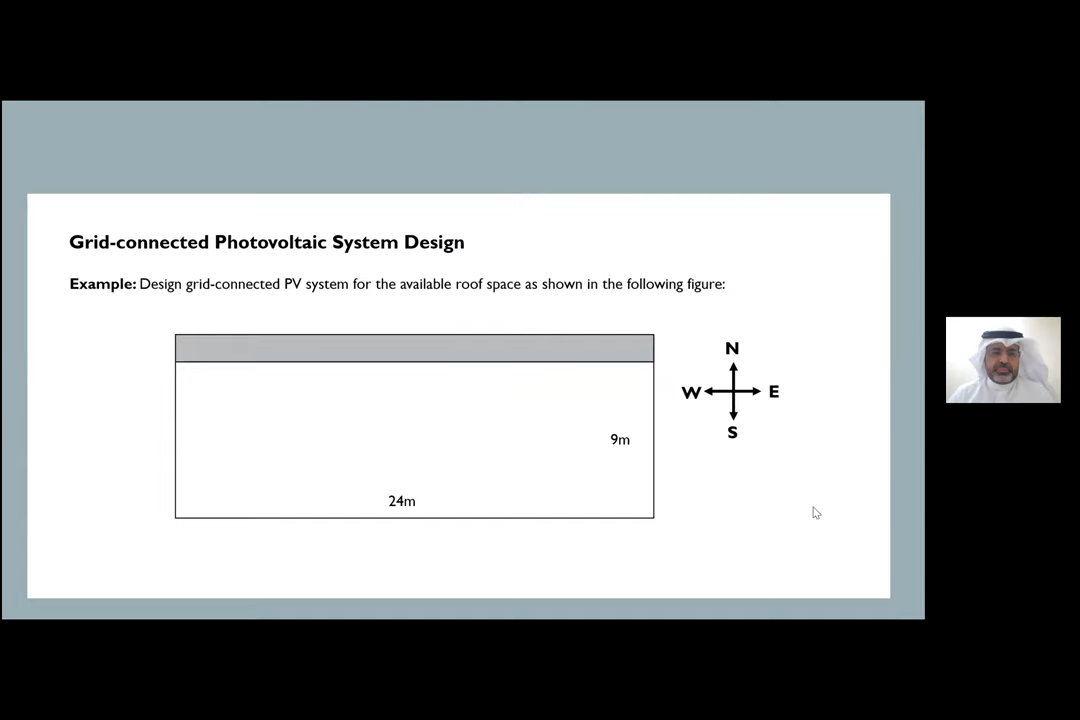 Grid-connected Photovoltaic System Design
Example: Design grid-connected PV system for the available roof space as shown in the following figure:
N
W E
S
9m
24m